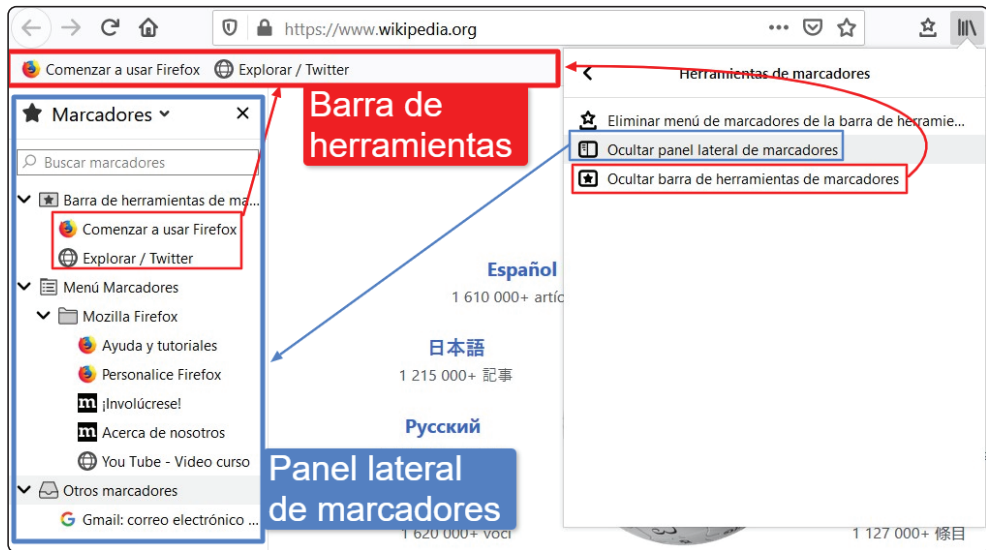 https://www.wikipedia.org
Comenzar a usar Firefox
Explorar / Twitter
Marcadores
Buscar marcadores
Barra de herramientas de ma...
Comenzar a usar Firefox
Explorar / Twitter
Menú Marcadores
Mozilla Firefox
Ayuda y tutoriales
Personalice Firefox
m ¡Involúcrese!
m Acerca de nosotros
You Tube - Video curso
Otros marcadores
G Gmail: correo electrónico ...
Barra de
herramientas
Español
1 610 000+ artíc
日本語
1 215 000+ 記事
Русский
Panel lateral
de marcadores
1 620 000+ voci
Herramientas de marcadores
Eliminar menú de marcadores de la barra de herramie...
Ocultar panel lateral de marcadores
Ocultar barra de herramientas de marcadores
1 127 000+ 條目